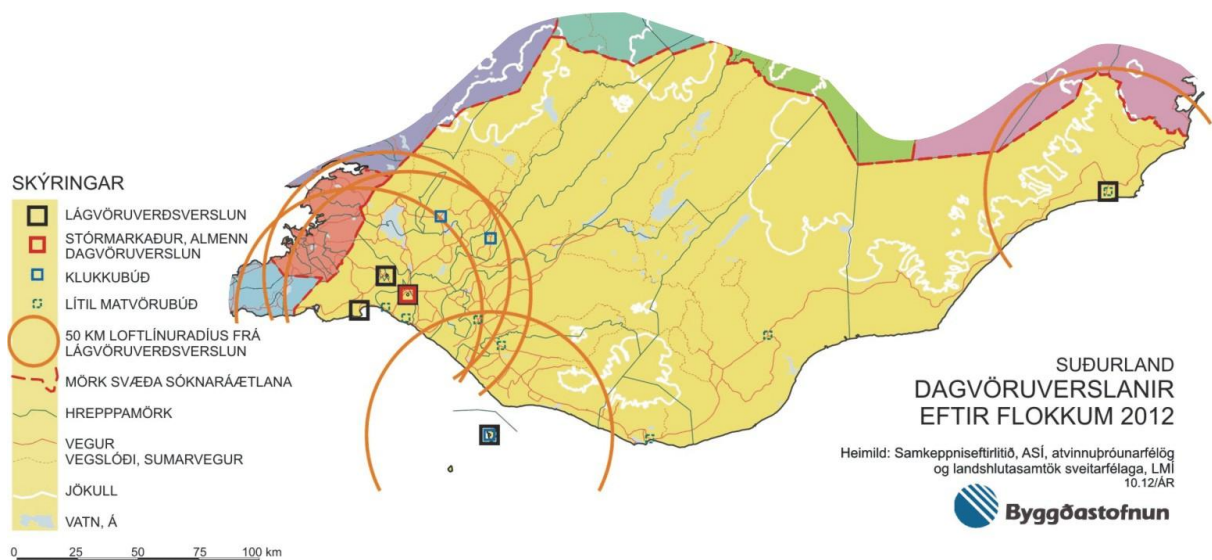 SKÝRINGAR
LÁGVÖRUVERÐSVERSLUN
STÓRMARKAÐUR, ALMENN
DAGVÖRUVERSLUN
KLUKKUBÚÐ
LÍTIL MATVÖRUBÚÐ
50 KM LOFTLÍNURADÍUS FRÁ
LÁGVÖRUVERÐSVERSLUN
MÖRK SVÆÐA SÓKNARÁÆTLANA
HREPPPAMÖRK
VEGUR
VEGSLÓÐI, SUMARVEGUR
JÖKULL
VATN, Á
0 25 50 75 100 km
SUÐURLAND
DAGVÖRUVERSLANIR
EFTIR FLOKKUM 2012
Heimild: Samkeppniseftirlitið, ASÍ, atvinnuþróunarfélög
og landshlutasamtök sveitarfélaga, LMÍ
10.12/ÁR
Byggðastofnun